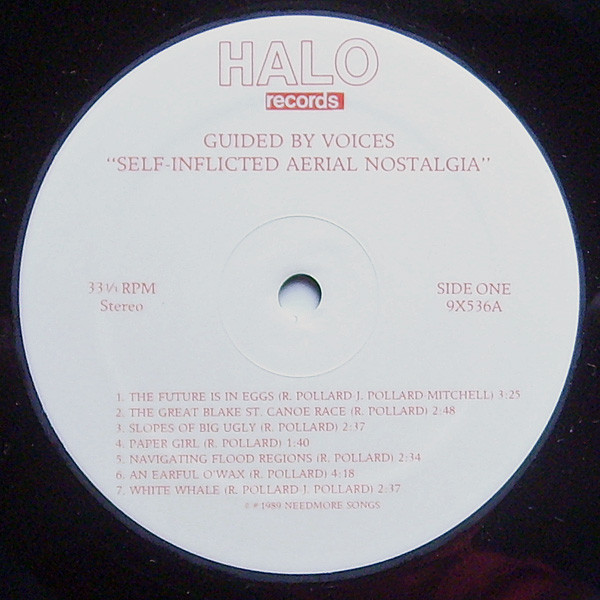 HALO
records
GUIDED BY VOICES
"SELF-INFLICTED AERIAL NOSTALGIA"
33⅓ RPM
Stereo
SIDE ONE
9X536A
1. THE FUTURE IS IN EGGS (R. POLLARD J. POLLARD MITCHELL) 3:25
2. THE GREAT BLAKE ST. CANOE RACE (R. POLLARD) 2:48
3. SLOPES OF BIG UGLY (R. POLLARD) 2:37
4. PAPER GIRL (R. POLLARD) 1:40
5. NAVIGATING FLOOD REGIONS (R. POLLARD) 2:34
6. AN EARFUL O'WAX (R. POLLARD) 4:18
7. WHITE WHALE (R. POLLARD J. POLLARD) 2:37
©℗1989 NEEDMORE SONGS